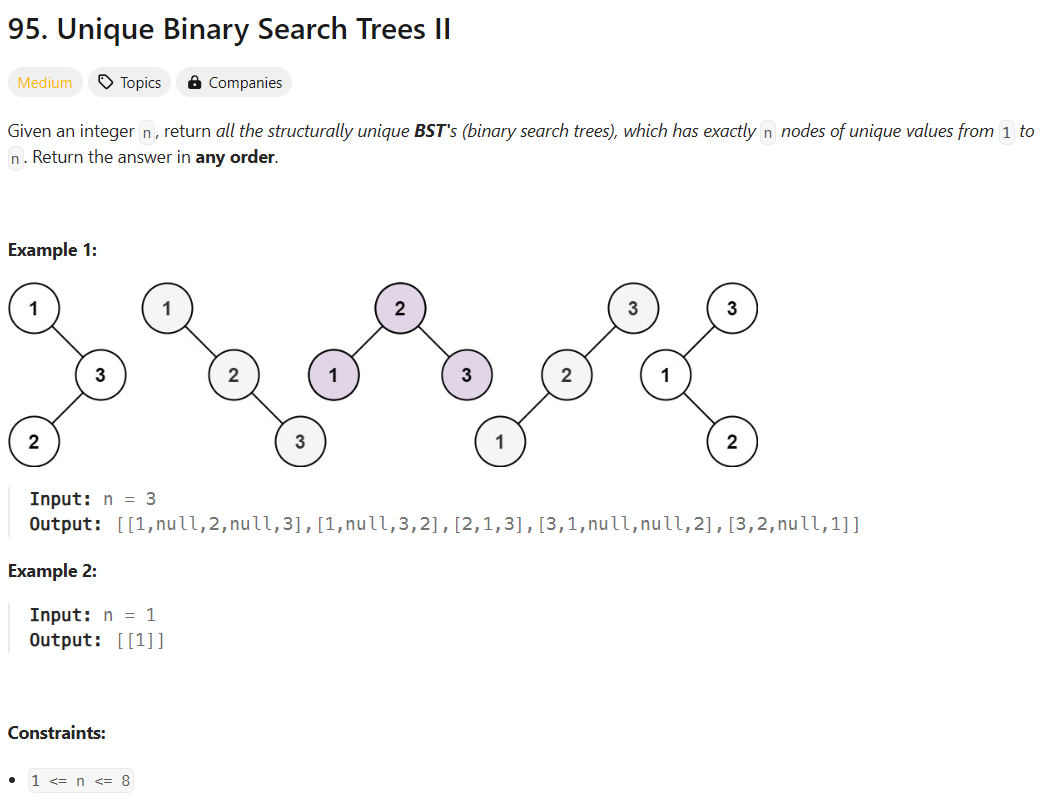 95. Unique Binary Search Trees II
Medium Topics Companies
Given an integer n, return all the structurally unique BST's (binary search trees), which has exactly n nodes of unique values from 1 to
n. Return the answer in any order.
Example 1:
1 1 2 3 3
3 2 1 3 2 1
2 3 1 2
Input: n = 3
Output: [[1,null,2,null,3],[1,null,3,2],[2,1,3],[3,1,null,null,2],[3,2,null,1]]
Example 2:
Input: n = 1
Output: [[1]]
Constraints:
• 1 <= n <= 8